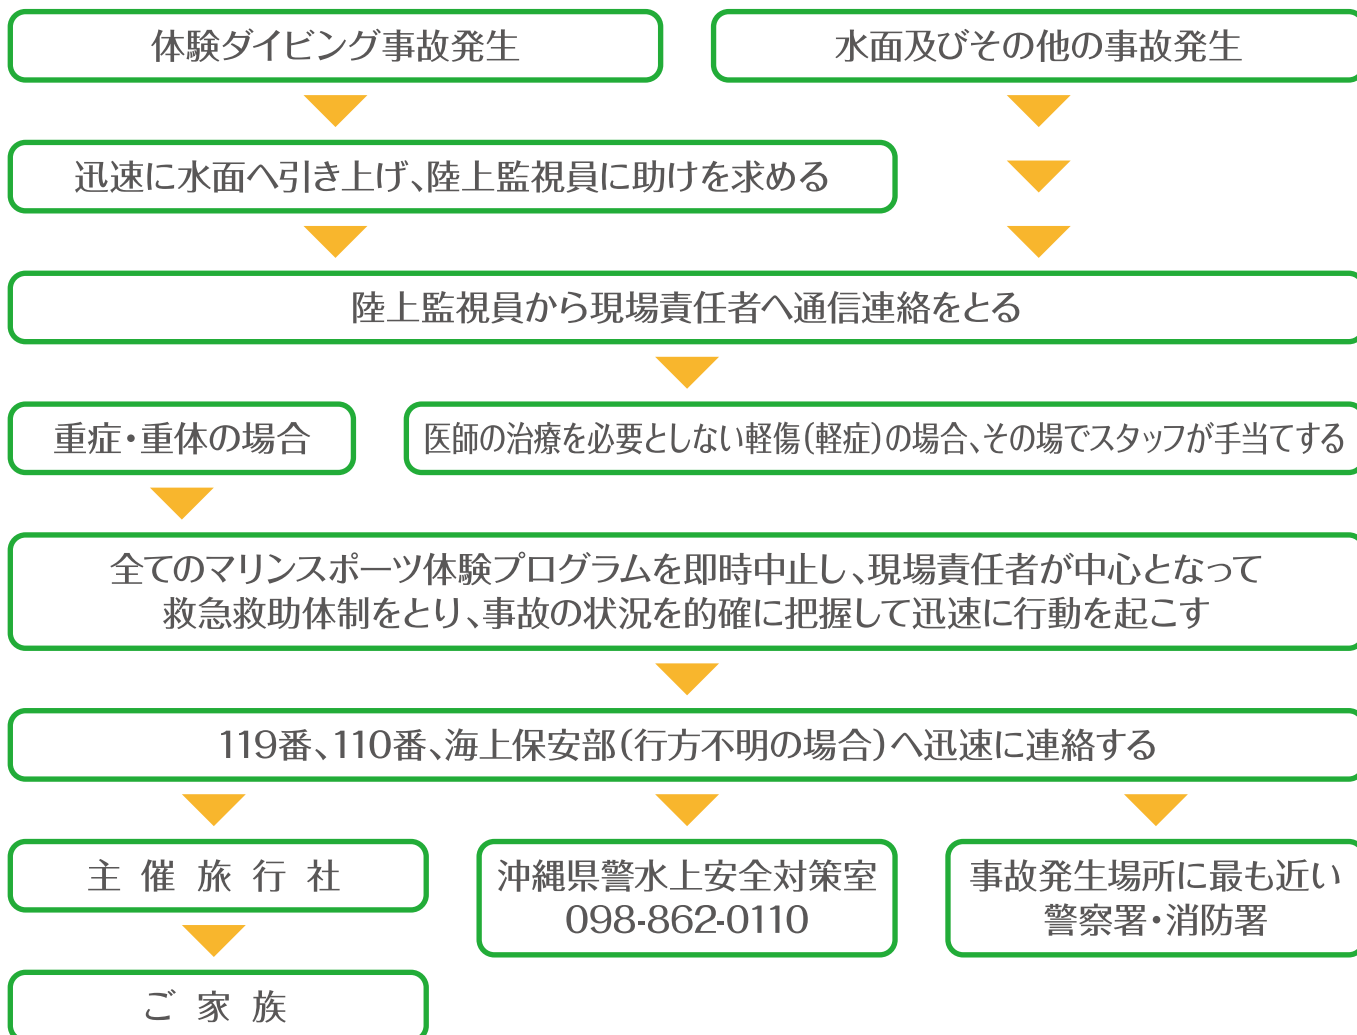 体験ダイビング事故発生
水面及びその他の事故発生
迅速に水面へ引き上げ、陸上監視員に助けを求める
陸上監視員から現場責任者へ通信連絡をとる
重症・重体の場合
医師の治療を必要としない軽傷(軽症)の場合、その場でスタッフが手当てする
全てのマリンスポーツ体験プログラムを即時中止し、現場責任者が中心となって
救急救助体制をとり、事故の状況を的確に把握して迅速に行動を起こす
119番、110番、海上保安部(行方不明の場合)へ迅速に連絡する
主 催 旅 行 社
沖縄県警水上安全対策室
098-862-0110
事故発生場所に最も近い
警察署・消防署
ご 家 族